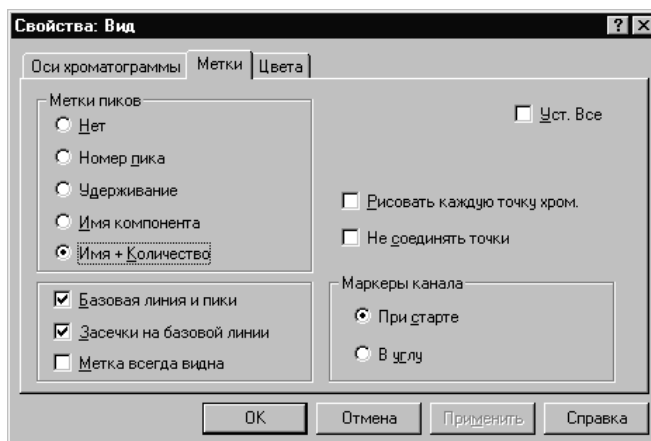 Свойства: Вид
Оси хроматограммы Метки Цвета
Метки пиков
Нет
Номер пика
Удерживание
Имя компонента
Имя + Количество
Базовая линия и пики
Засечки на базовой линии
Метка всегда видна
Уст. Все
Рисовать каждую точку хром.
Не соединять точки
Маркеры канала
При старте
В углу
OK Отмена Применить Справка